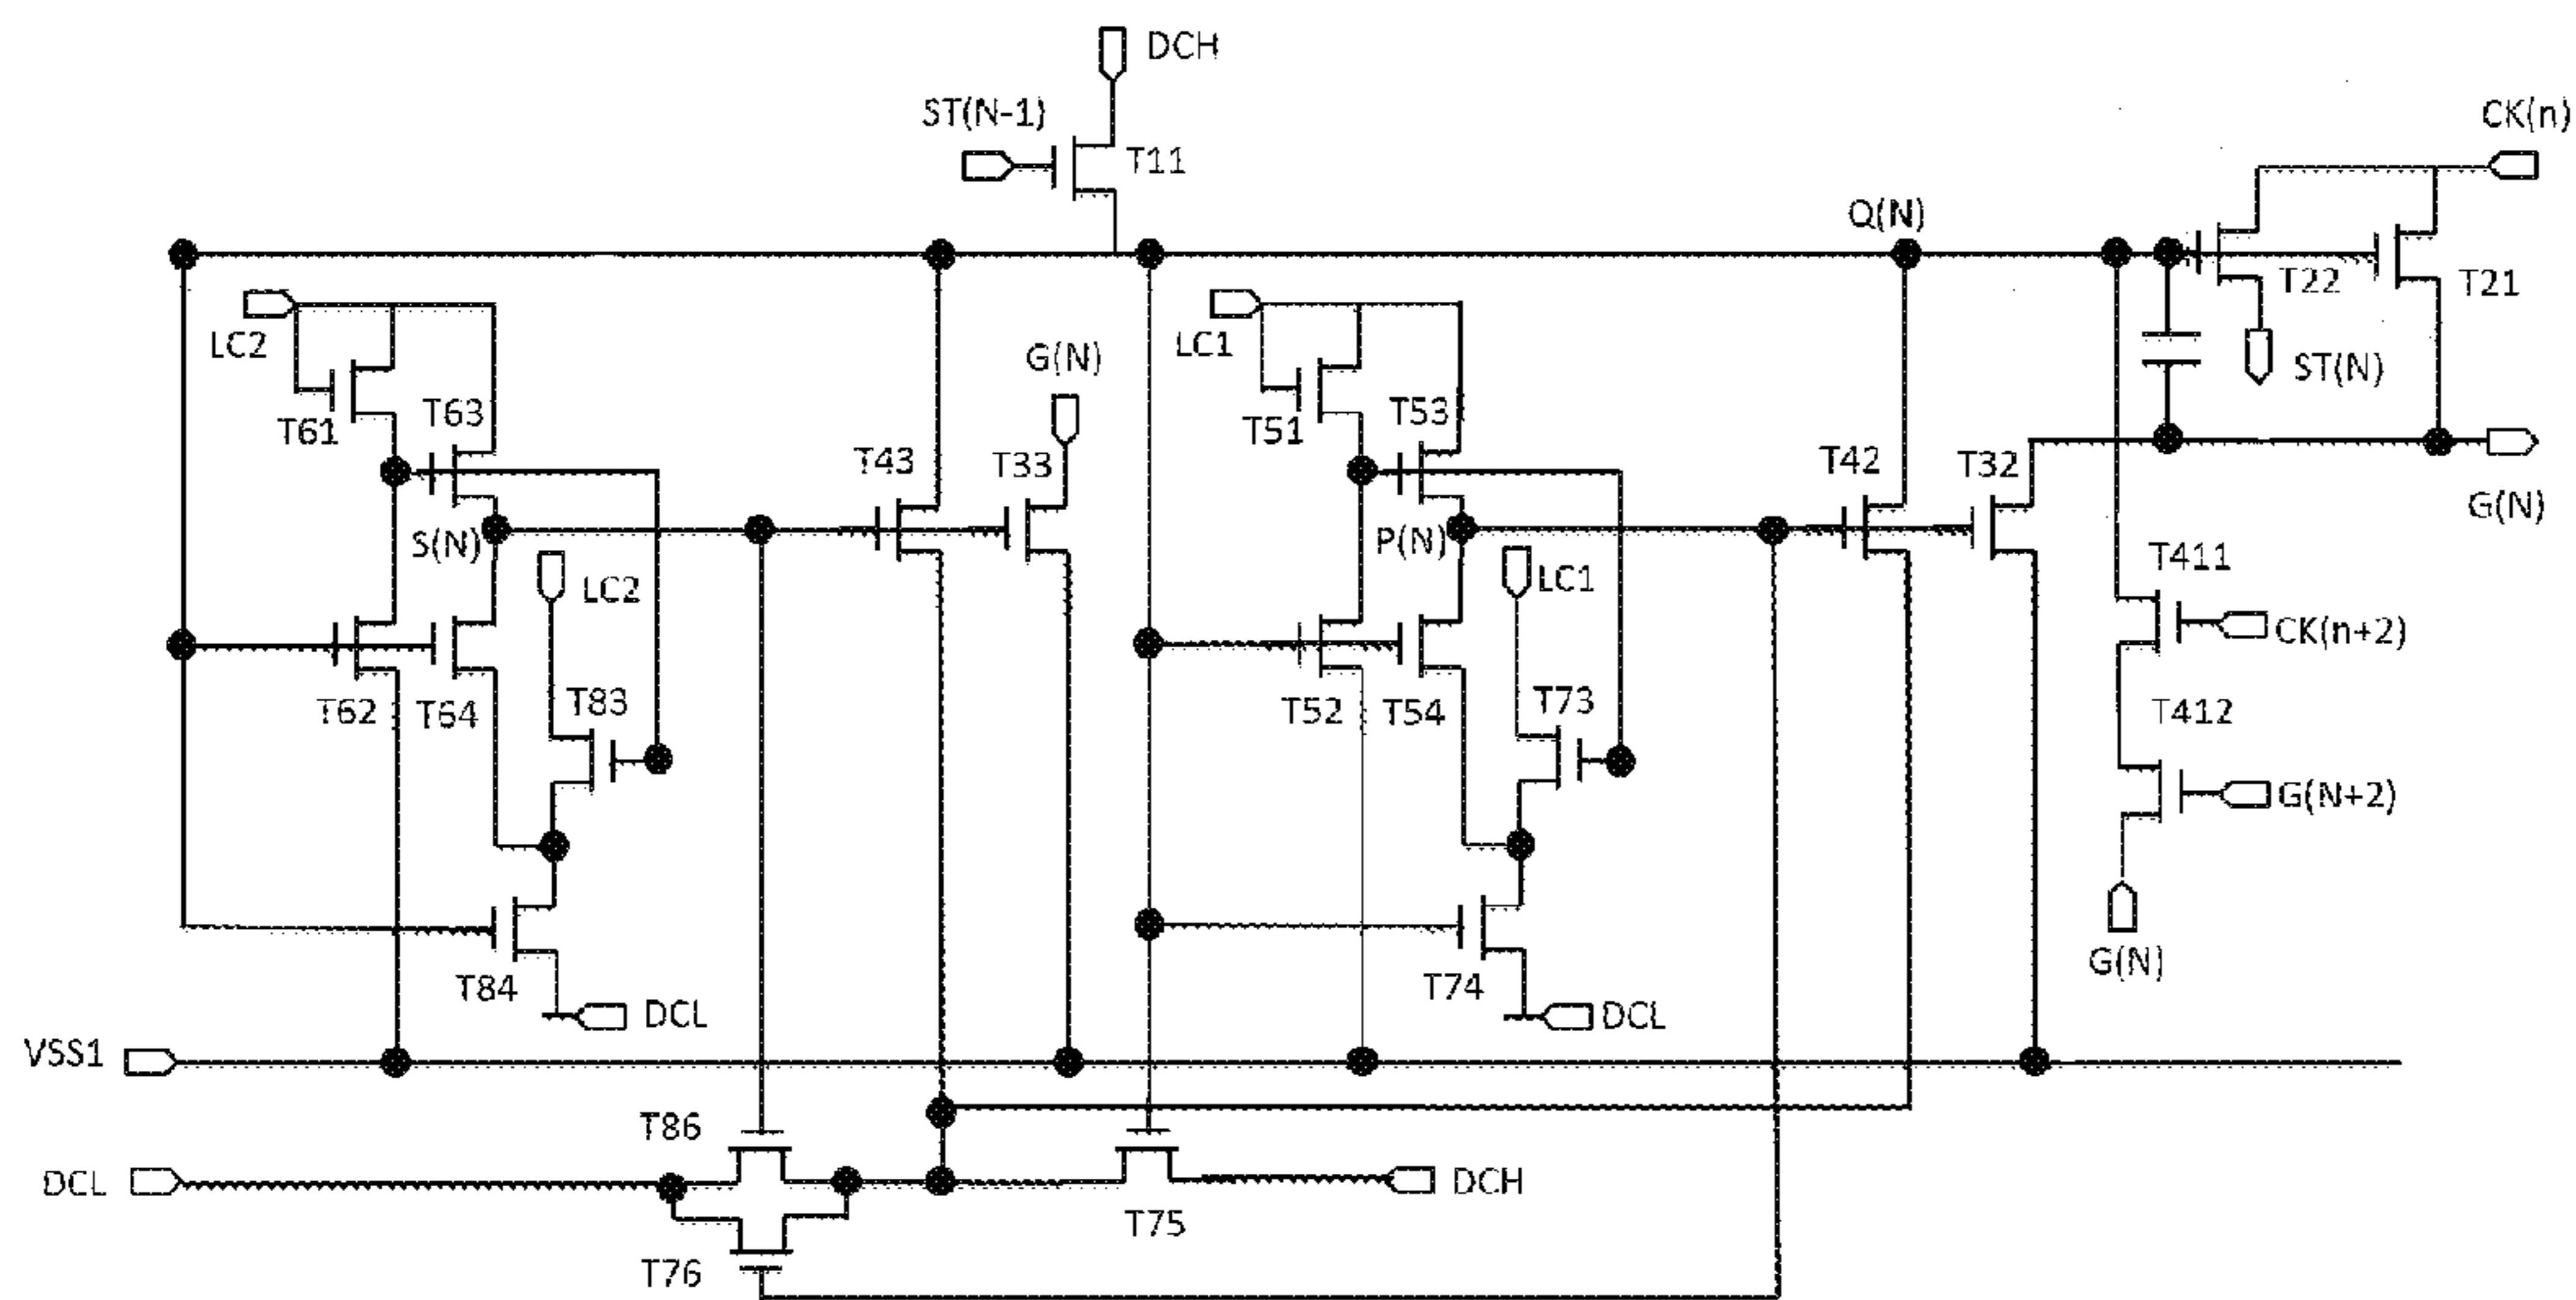 DCH
ST(N-1)
T11
CK(n)
Q(N)
T22
T21
LC2
LC1
G(N)
ST(N)
T61
T63
T51
T53
T43
T33
T42
T32
G(N)
S(N)
P(N)
T411
LC2
LC1
CK(n+2)
T62
T64
T83
T52
T54
T73
T412
G(N+2)
G(N)
T84
DCL
T74
DCL
VSS1
T86
DCL
DCH
T75
T76